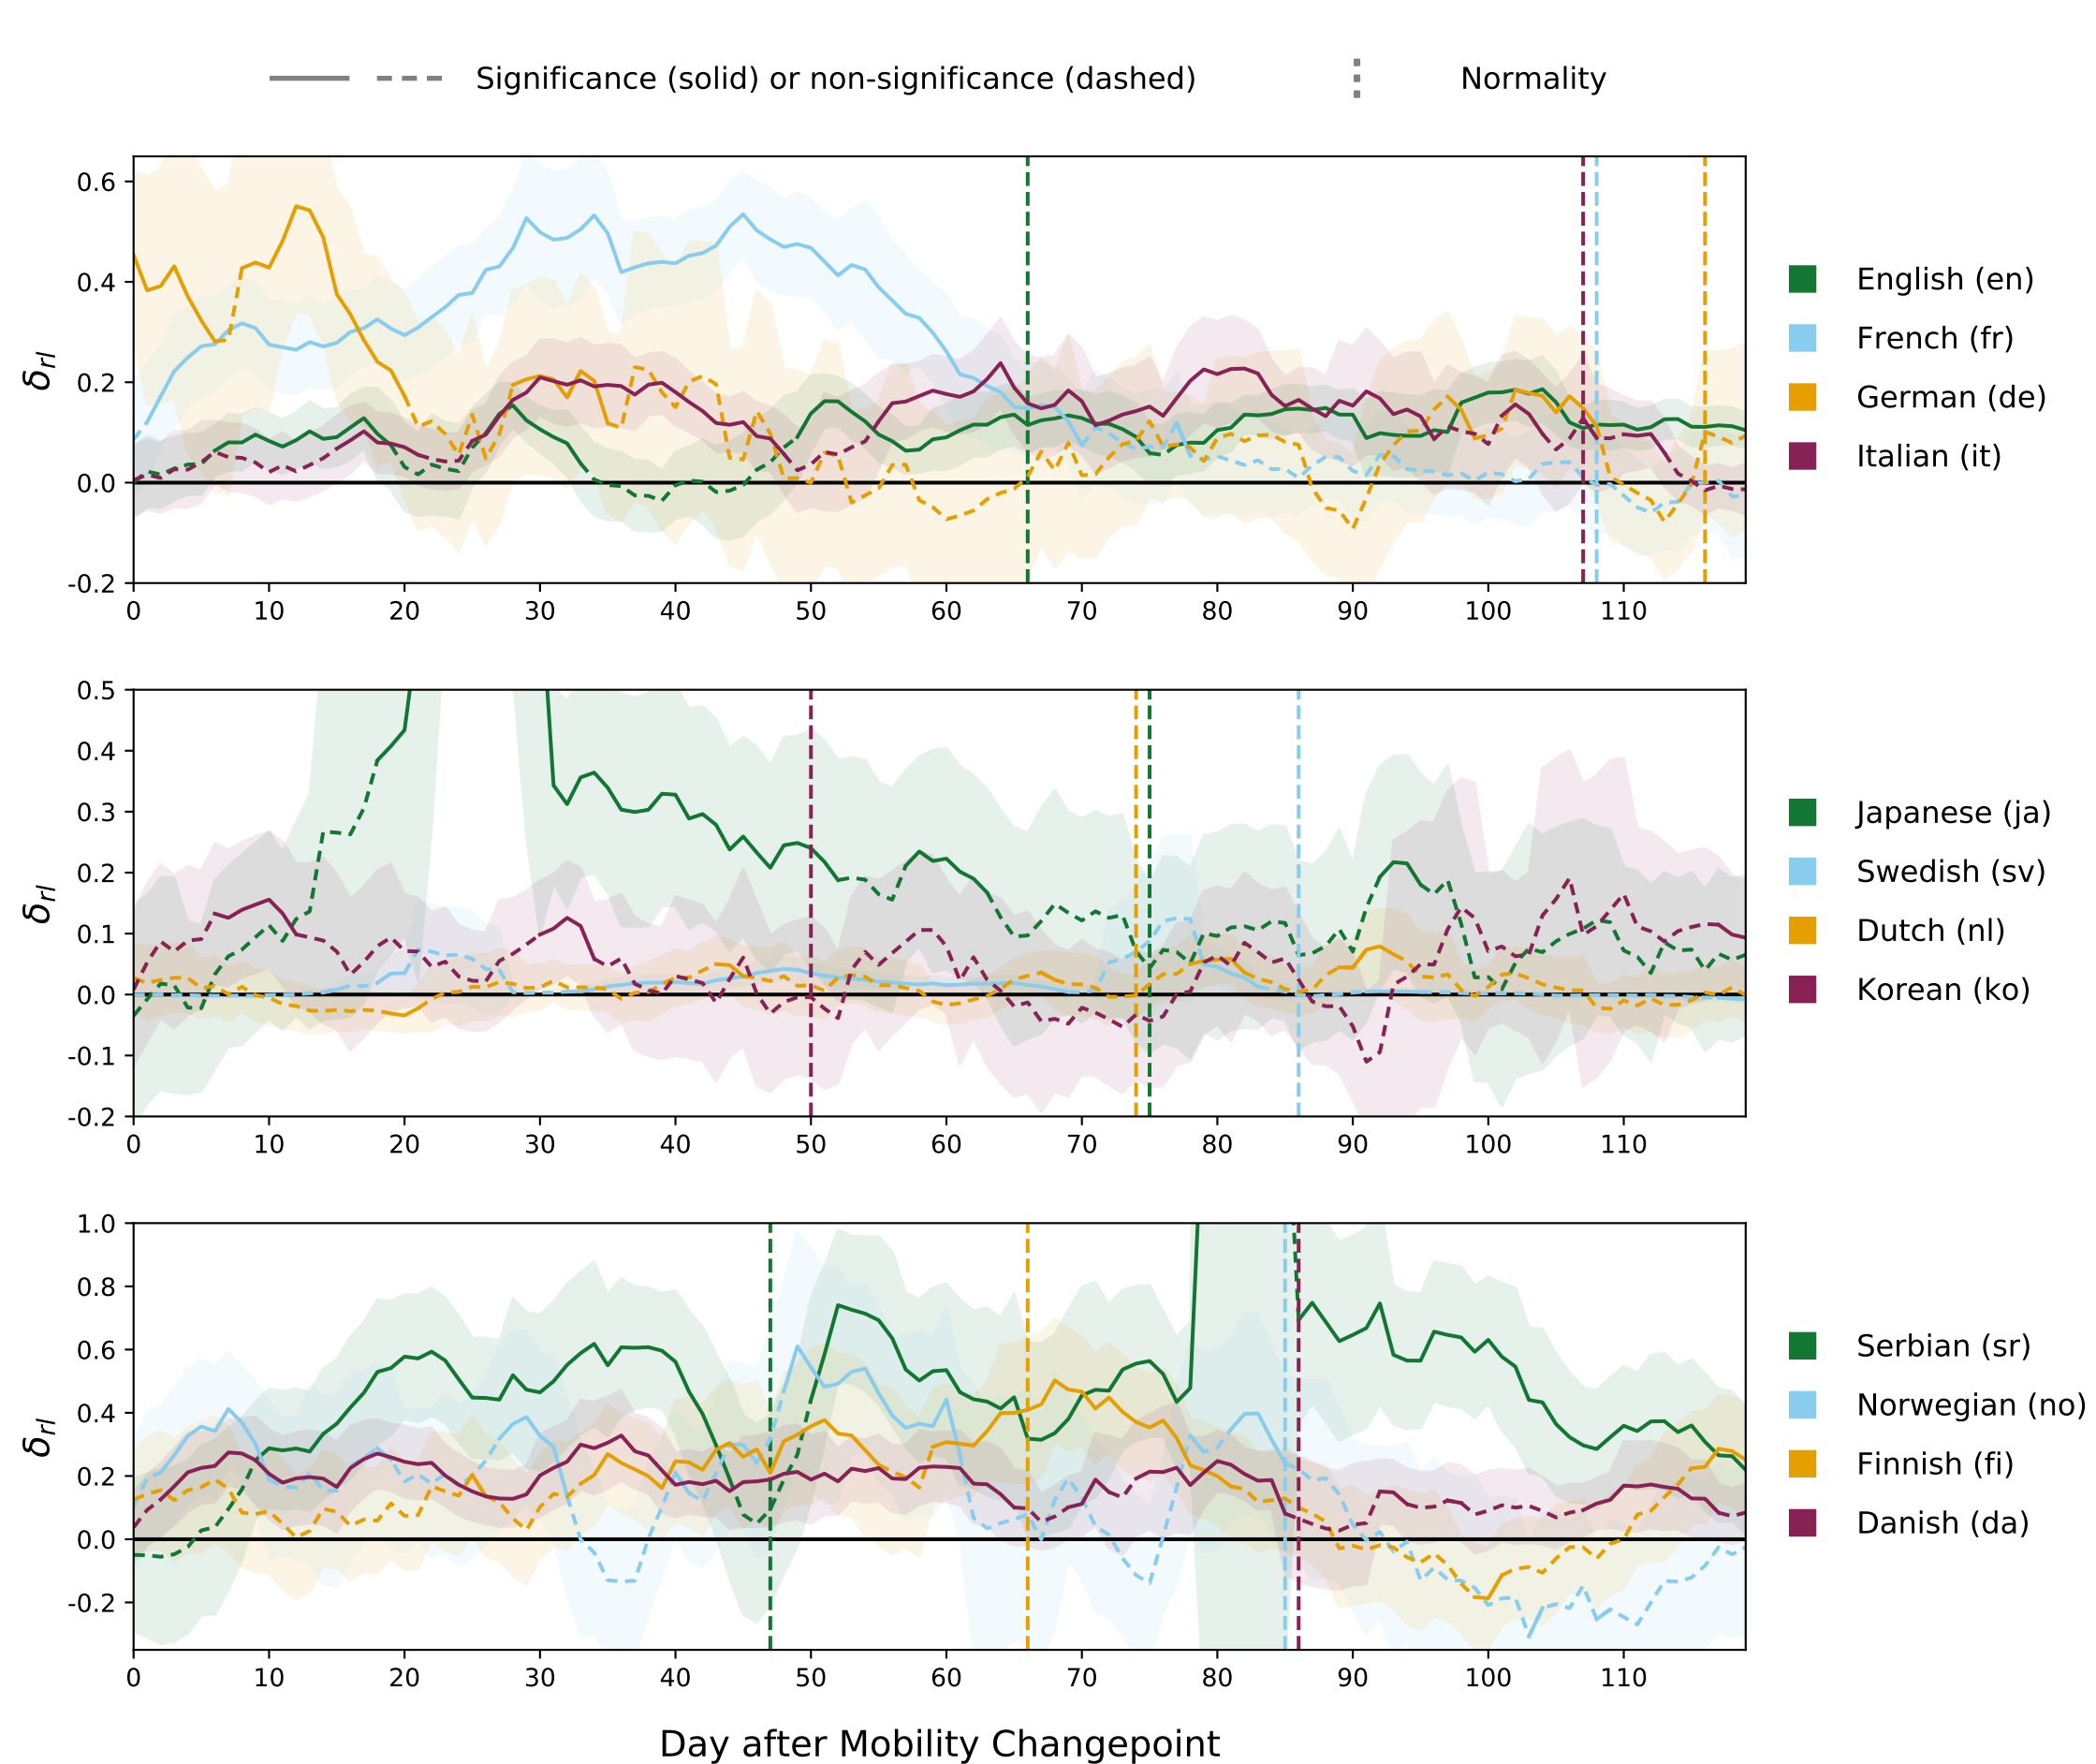 Significance (solid) or non-significance (dashed) Normality
0.6
0.4
0.2
0.0
-0.2
δrl
0 10 20 30 40 50 60 70 80 90 100 110
English (en)
French (fr)
German (de)
Italian (it)
0.5
0.4
0.3
0.2
0.1
0.0
-0.1
-0.2
δrl
0 10 20 30 40 50 60 70 80 90 100 110
Japanese (ja)
Swedish (sv)
Dutch (nl)
Korean (ko)
1.0
0.8
0.6
0.4
0.2
0.0
-0.2
δrl
0 10 20 30 40 50 60 70 80 90 100 110
Serbian (sr)
Norwegian (no)
Finnish (fi)
Danish (da)
Day after Mobility Changepoint